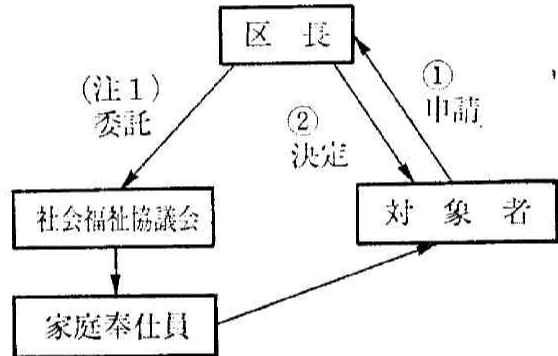 区長
(注1)
委託
①
申請
②
決定
社会福祉協議会
対象者
家庭奉仕員